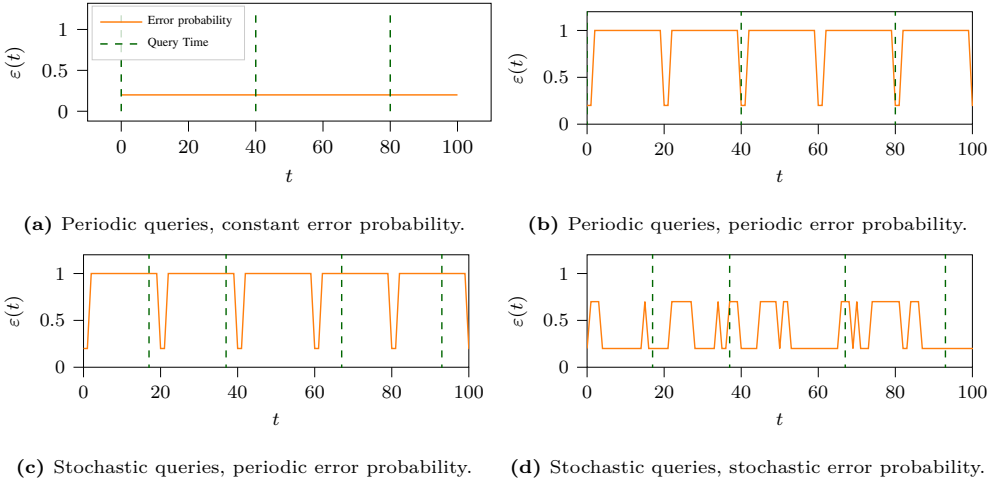 1
0.5
0
ε(t)
Error probability
Query Time
0 20 40 60 80 100
t
(a) Periodic queries, constant error probability.
1
0.5
0
ε(t)
0 20 40 60 80 100
t
(b) Periodic queries, periodic error probability.
1
0.5
0
ε(t)
0 20 40 60 80 100
t
(c) Stochastic queries, periodic error probability.
1
0.5
0
ε(t)
0 20 40 60 80 100
t
(d) Stochastic queries, stochastic error probability.